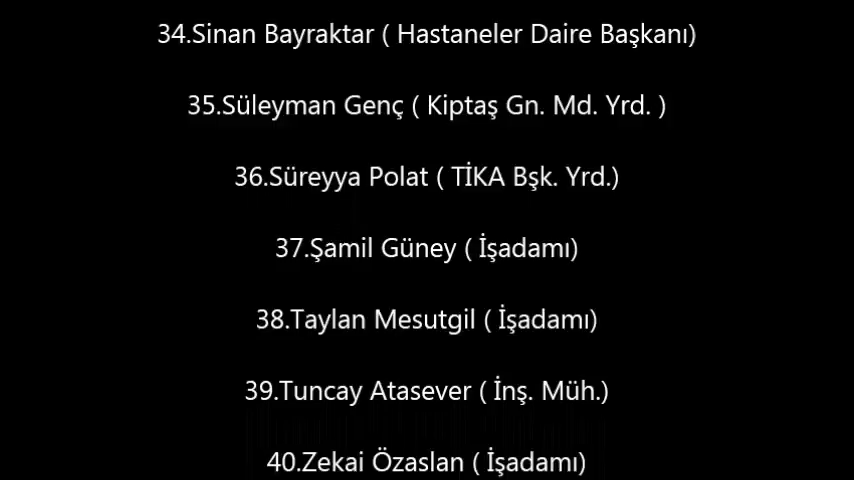 34.Sinan Bayraktar ( Hastaneler Daire Başkanı)
35.Süleyman Genç ( Kiptaş Gn. Md. Yrd. )
36.Süreyya Polat ( TİKA Bşk. Yrd.)
37.Şamil Güney ( İşadamı)
38.Taylan Mesutgil ( İşadamı)
39.Tuncay Atasever ( İnş. Müh.)
40.Zekai Özaslan ( İşadamı)